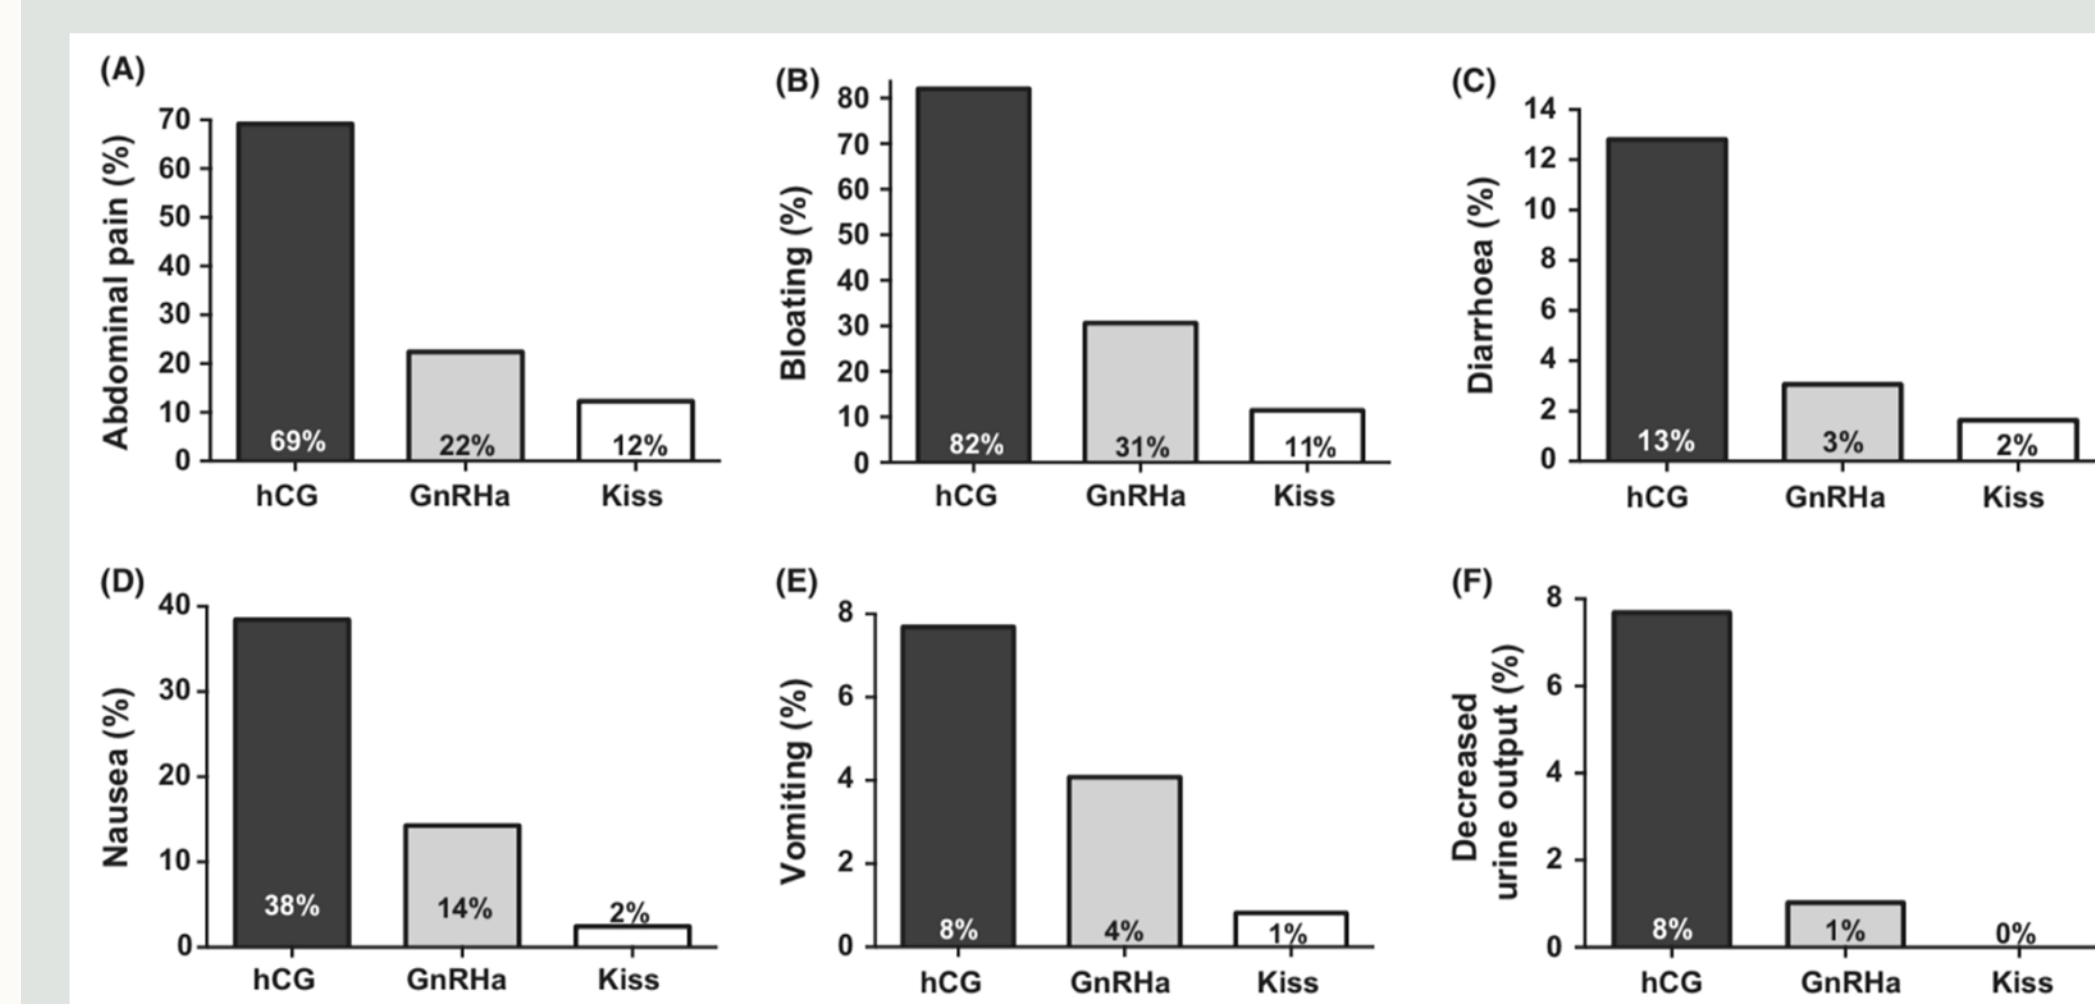 (A)
Abdominal pain (%)
70
60
50
40
30
20
10
0
69%
22%
12%
hCG
GnRHa
Kiss
(B)
Bloating (%)
80
70
60
50
40
30
20
10
0
82%
31%
11%
hCG
GnRHa
Kiss
(C)
Diarrhoea (%)
14
12
10
8
6
4
2
0
13%
3%
2%
hCG
GnRHa
Kiss
(D)
Nausea (%)
40
30
20
10
0
38%
14%
2%
hCG
GnRHa
Kiss
(E)
Vomiting (%)
8
6
4
2
0
8%
4%
1%
hCG
GnRHa
Kiss
(F)
Decreased
urine output (%)
8
6
4
2
0
8%
1%
0%
hCG
GnRHa
Kiss